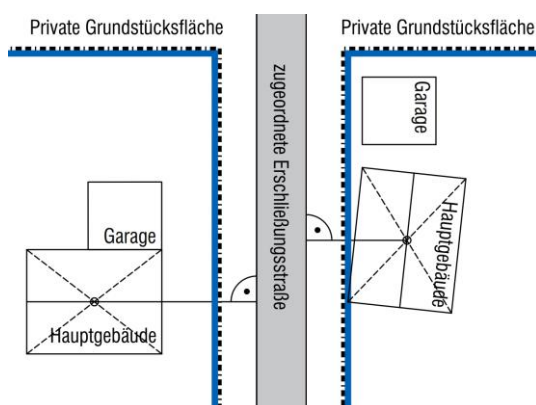 Private Grundstücksfläche
Private Grundstücksfläche
zugeordnete Erschließungsstraße
Garage
Garage
Hauptgebäude
Hauptgebäude